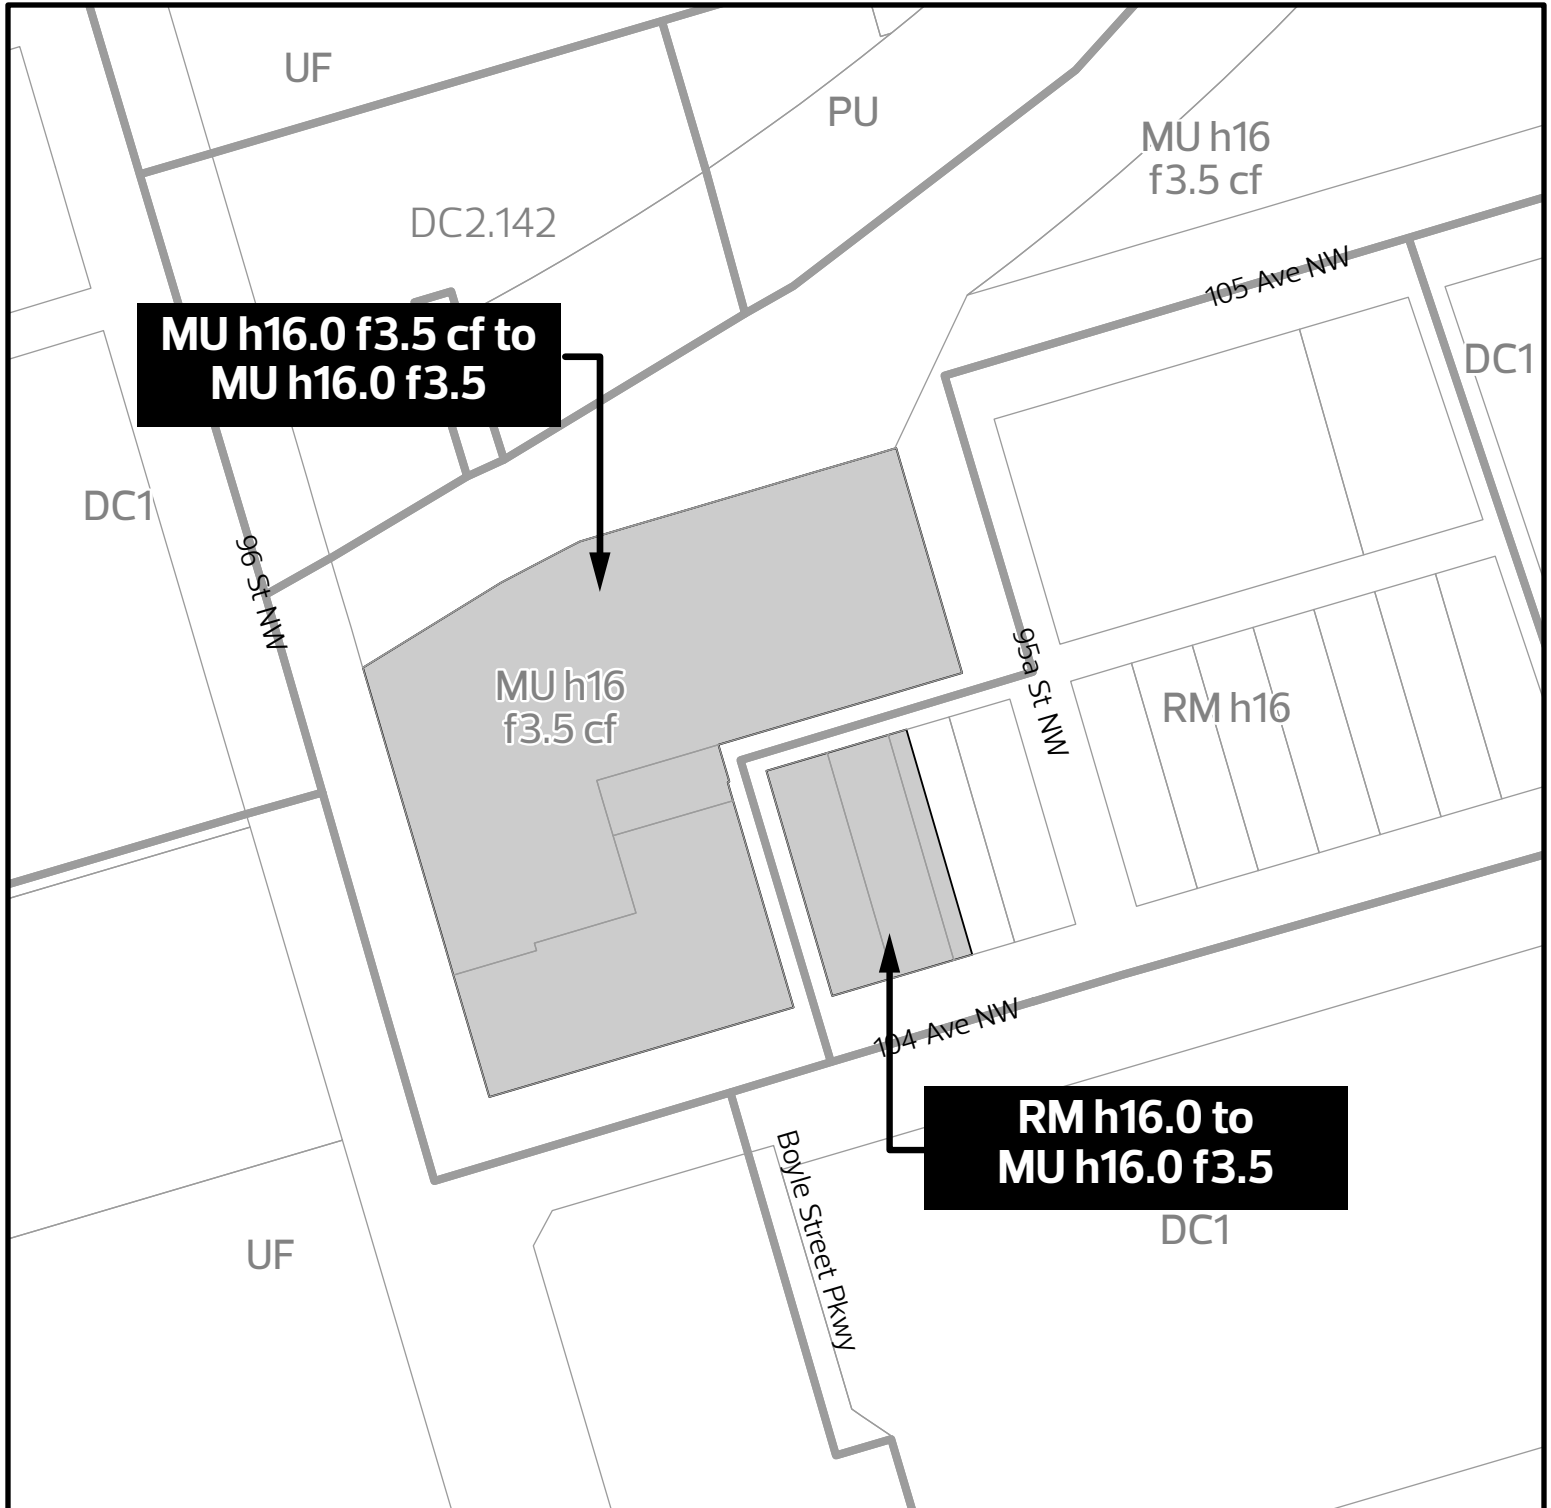 UF
PU
MU h16
f3.5 cf
DC2.142
105 Ave NW
MU h16.0 f3.5 cf to
MU h16.0 f3.5
DC1
DC1
96 St NW
95a St NW
MU h16
f3.5 cf
RM h16
104 Ave NW
RM h16.0 to
MU h16.0 f3.5
Boyle Street Pkwy
DC1
UF